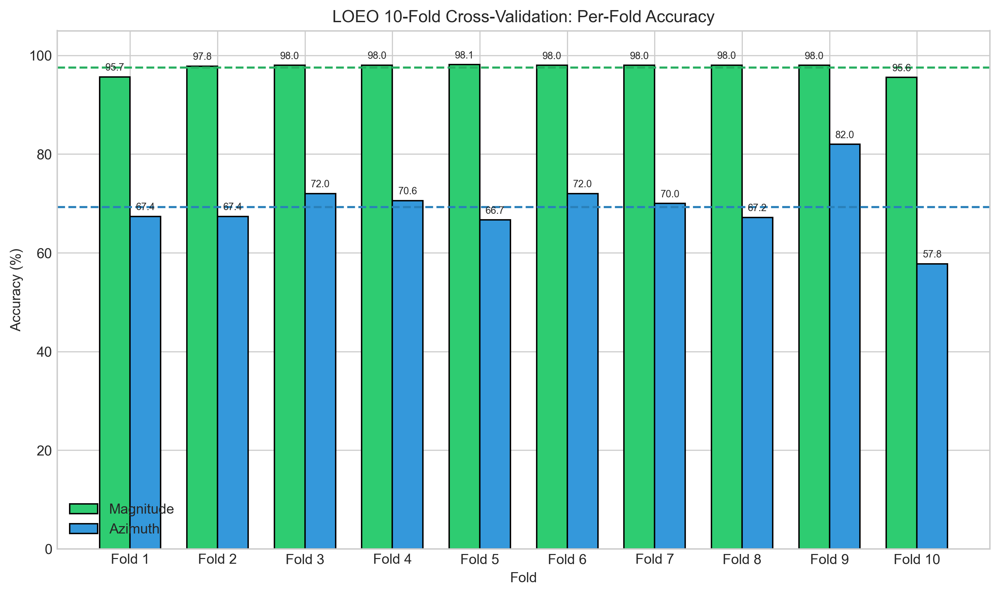 LOEO 10-Fold Cross-Validation: Per-Fold Accuracy
Accuracy (%)
100
80
60
40
20
0
95.7
67.4
97.8
67.4
98.0
72.0
98.0
70.6
98.1
66.7
98.0
72.0
98.0
70.0
98.0
67.2
98.0
82.0
95.6
57.8
Magnitude
Azimuth
Fold 1
Fold 2
Fold 3
Fold 4
Fold 5
Fold 6
Fold 7
Fold 8
Fold 9
Fold 10
Fold